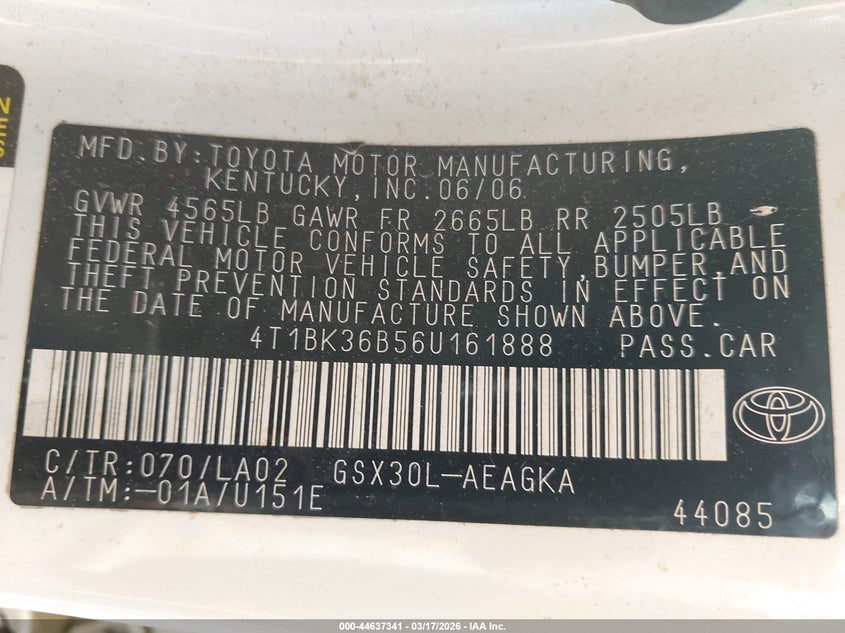 MFD.BY:TOYOTA MOTOR MANUFACTURING,
KENTUCKY,INC.06/06
GVWR 4565LB GAWR FR 2665LB RR 2505LB
THIS VEHICLE CONFORMS TO ALL APPLICABLE
FEDERAL MOTOR VEHICLE SAFETY,BUMPER,AND
THEFT PREVENTION STANDARDS IN EFFECT ON
THE DATE OF MANUFACTURE SHOWN ABOVE.
4T1BK36B56U161888 PASS.CAR
C/TR:070/LA02 GSX30L-AEAGKA
A/TM:-01A/U151E
44085
000-44637341 - 03/17/2026 - IAA Inc.